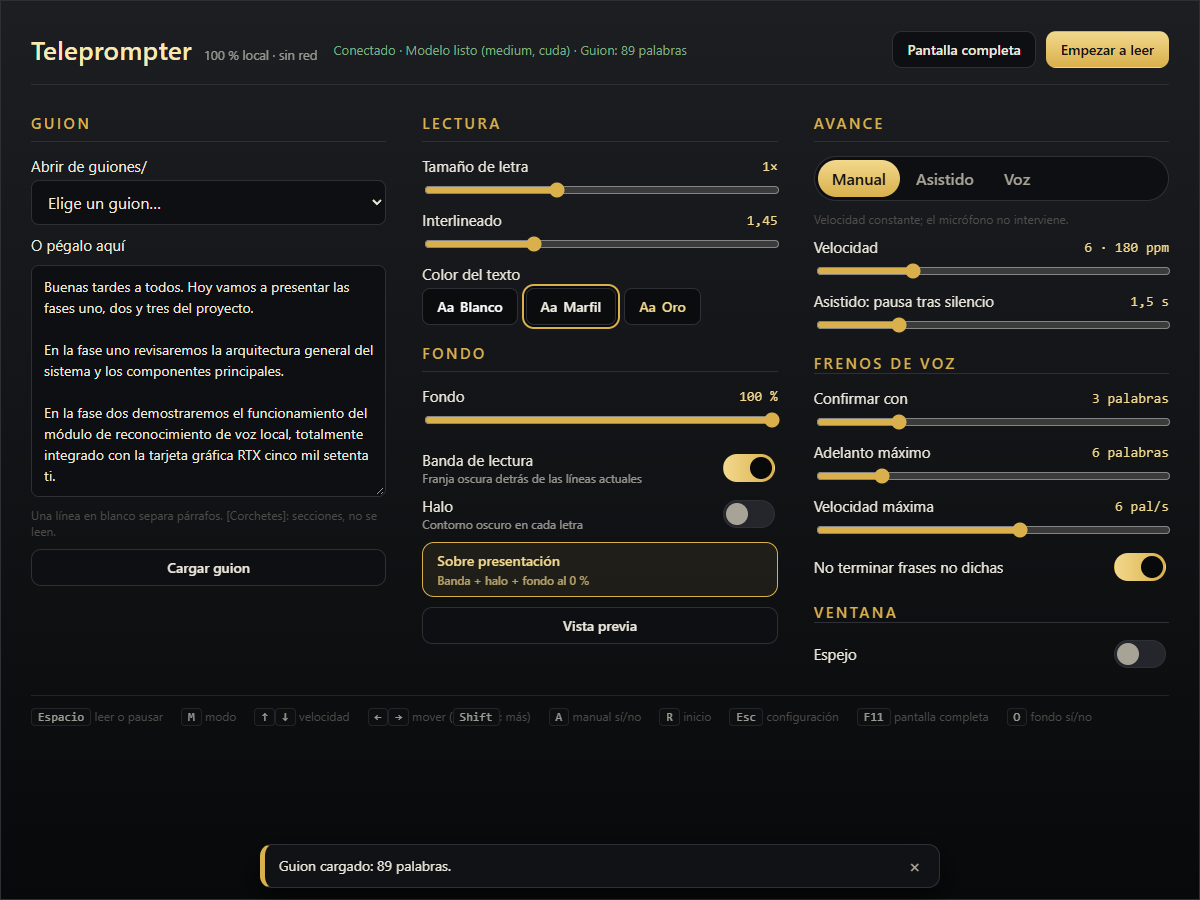 Teleprompter 100 % local · sin red Conectado · Modelo listo (medium, cuda) · Guion: 89 palabras
Pantalla completa
Empezar a leer
GUION
Abrir de guiones/
Elige un guion...
O pégalo aquí
Buenas tardes a todos. Hoy vamos a presentar las
fases uno, dos y tres del proyecto.
En la fase uno revisaremos la arquitectura general del
sistema y los componentes principales.
En la fase dos demostraremos el funcionamiento del
módulo de reconocimiento de voz local, totalmente
integrado con la tarjeta gráfica RTX cinco mil setenta
ti.
Una línea en blanco separa párrafos. [Corchetes]: secciones, no se
leen.
Cargar guion
LECTURA
Tamaño de letra 1×
Interlineado 1,45
Color del texto
Aa Blanco
Aa Marfil
Aa Oro
FONDO
Fondo 100 %
Banda de lectura
Franja oscura detrás de las líneas actuales
Halo
Contorno oscuro en cada letra
Sobre presentación
Banda + halo + fondo al 0 %
Vista previa
AVANCE
Manual Asistido Voz
Velocidad constante; el micrófono no interviene.
Velocidad 6 · 180 ppm
Asistido: pausa tras silencio 1,5 s
FRENOS DE VOZ
Confirmar con 3 palabras
Adelanto máximo 6 palabras
Velocidad máxima 6 pal/s
No terminar frases no dichas
VENTANA
Espejo
Espacio leer o pausar M modo ↑ ↓ velocidad ← → mover (Shift: más) A manual sí/no R inicio Esc configuración F11 pantalla completa O fondo sí/no
Guion cargado: 89 palabras. ×